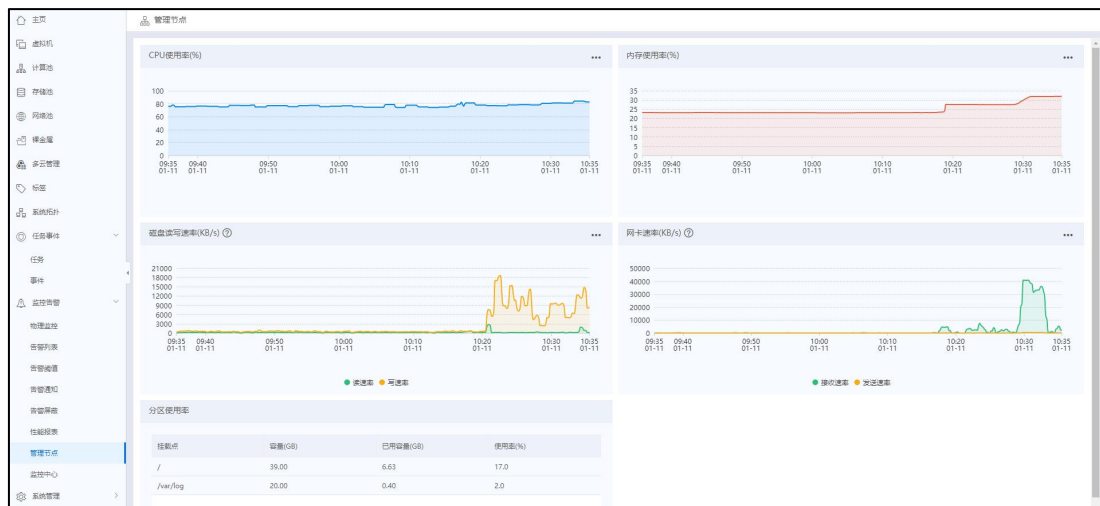 主页
管理节点
虚拟机
计算池
存储池
网络池
裸金属
多云管理
标签
系统拓扑
任务事件
任务
事件
监控告警
物理监控
告警列表
告警阈值
告警通知
告警屏蔽
性能报表
管理节点
监控中心
系统管理
CPU使用率(%)
100
80
60
40
20
0
09:35 09:40 09:50 10:00 10:10 10:20 10:30 10:35
01-11 01-11 01-11 01-11 01-11 01-11 01-11 01-11
内存使用率(%)
35
30
25
20
15
10
5
0
09:35 09:40 09:50 10:00 10:10 10:20 10:30 10:35
01-11 01-11 01-11 01-11 01-11 01-11 01-11 01-11
磁盘读写速率(KB/s)
21000
18000
15000
12000
9000
6000
3000
0
09:35 09:40 09:50 10:00 10:10 10:20 10:30 10:35
01-11 01-11 01-11 01-11 01-11 01-11 01-11 01-11
读速率 写速率
网卡速率(KB/s)
50000
40000
30000
20000
10000
0
09:35 09:40 09:50 10:00 10:10 10:20 10:30 10:35
01-11 01-11 01-11 01-11 01-11 01-11 01-11 01-11
接收速率 发送速率
分区使用率
挂载点 容量(GB) 已用容量(GB) 使用率(%)
/ 39.00 6.63 17.0
/var/log 20.00 0.40 2.0